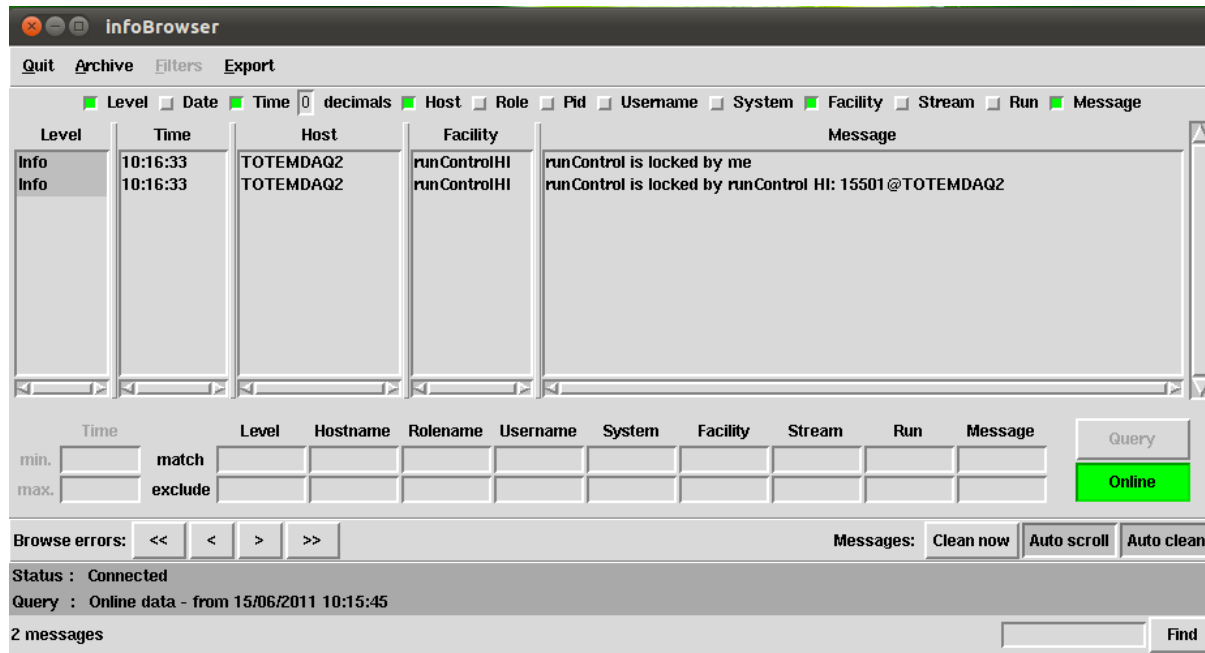 infoBrowser
Quit Archive Filters Export
Level Date Time 0 decimals Host Role Pid Username System Facility Stream Run Message
Level Time Host Facility Message
Info 10:16:33 TOTEMDAQ2 runControlHI runControl is locked by me
Info 10:16:33 TOTEMDAQ2 runControlHI runControl is locked by runControl HI: 15501@TOTEMDAQ2
Time Level Hostname Rolename Username System Facility Stream Run Message Query
min. match
max. exclude Online
Browse errors: << < > >> Messages: Clean now Auto scroll Auto clean
Status : Connected
Query : Online data - from 15/06/2011 10:15:45
2 messages Find